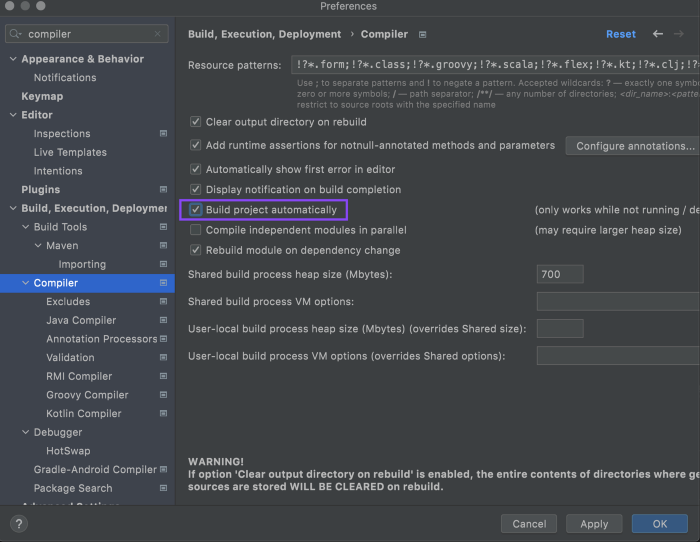 Preferences
compiler
Appearance & Behavior
Notifications
Keymap
Editor
Inspections
Live Templates
Intentions
Plugins
Build, Execution, Deploymer
Build Tools
Maven
Importing
Compiler
Excludes
Java Compiler
Annotation Processors
Validation
RMI Compiler
Groovy Compiler
Kotlin Compiler
Debugger
HotSwap
Gradle-Android Compiler
Package Search
Advanced Settings
?
Build, Execution, Deployment › Compiler
Reset
Resource patterns: !?*.form;!?*.class;!?*.groovy;!?*.scala;!?*.flex;!?*.kt;!?*.clj;!?*
Use ; to separate patterns and ! to negate a pattern. Accepted wildcards: ? — exactly one symb
zero or more symbols; / — path separator; /**/ — any number of directories; <dir_name>:<patte
restrict to source roots with the specified name
Clear output directory on rebuild
Add runtime assertions for notnull-annotated methods and parameters Configure annotations...
Automatically show first error in editor
Display notification on build completion
Build project automatically (only works while not running / de
Compile independent modules in parallel (may require larger heap size)
Rebuild module on dependency change
Shared build process heap size (Mbytes): 700
Shared build process VM options:
User-local build process heap size (Mbytes) (overrides Shared size):
User-local build process VM options (overrides Shared options):
WARNING!
If option 'Clear output directory on rebuild' is enabled, the entire contents of directories where ge
sources are stored WILL BE CLEARED on rebuild.
Cancel
Apply
OK